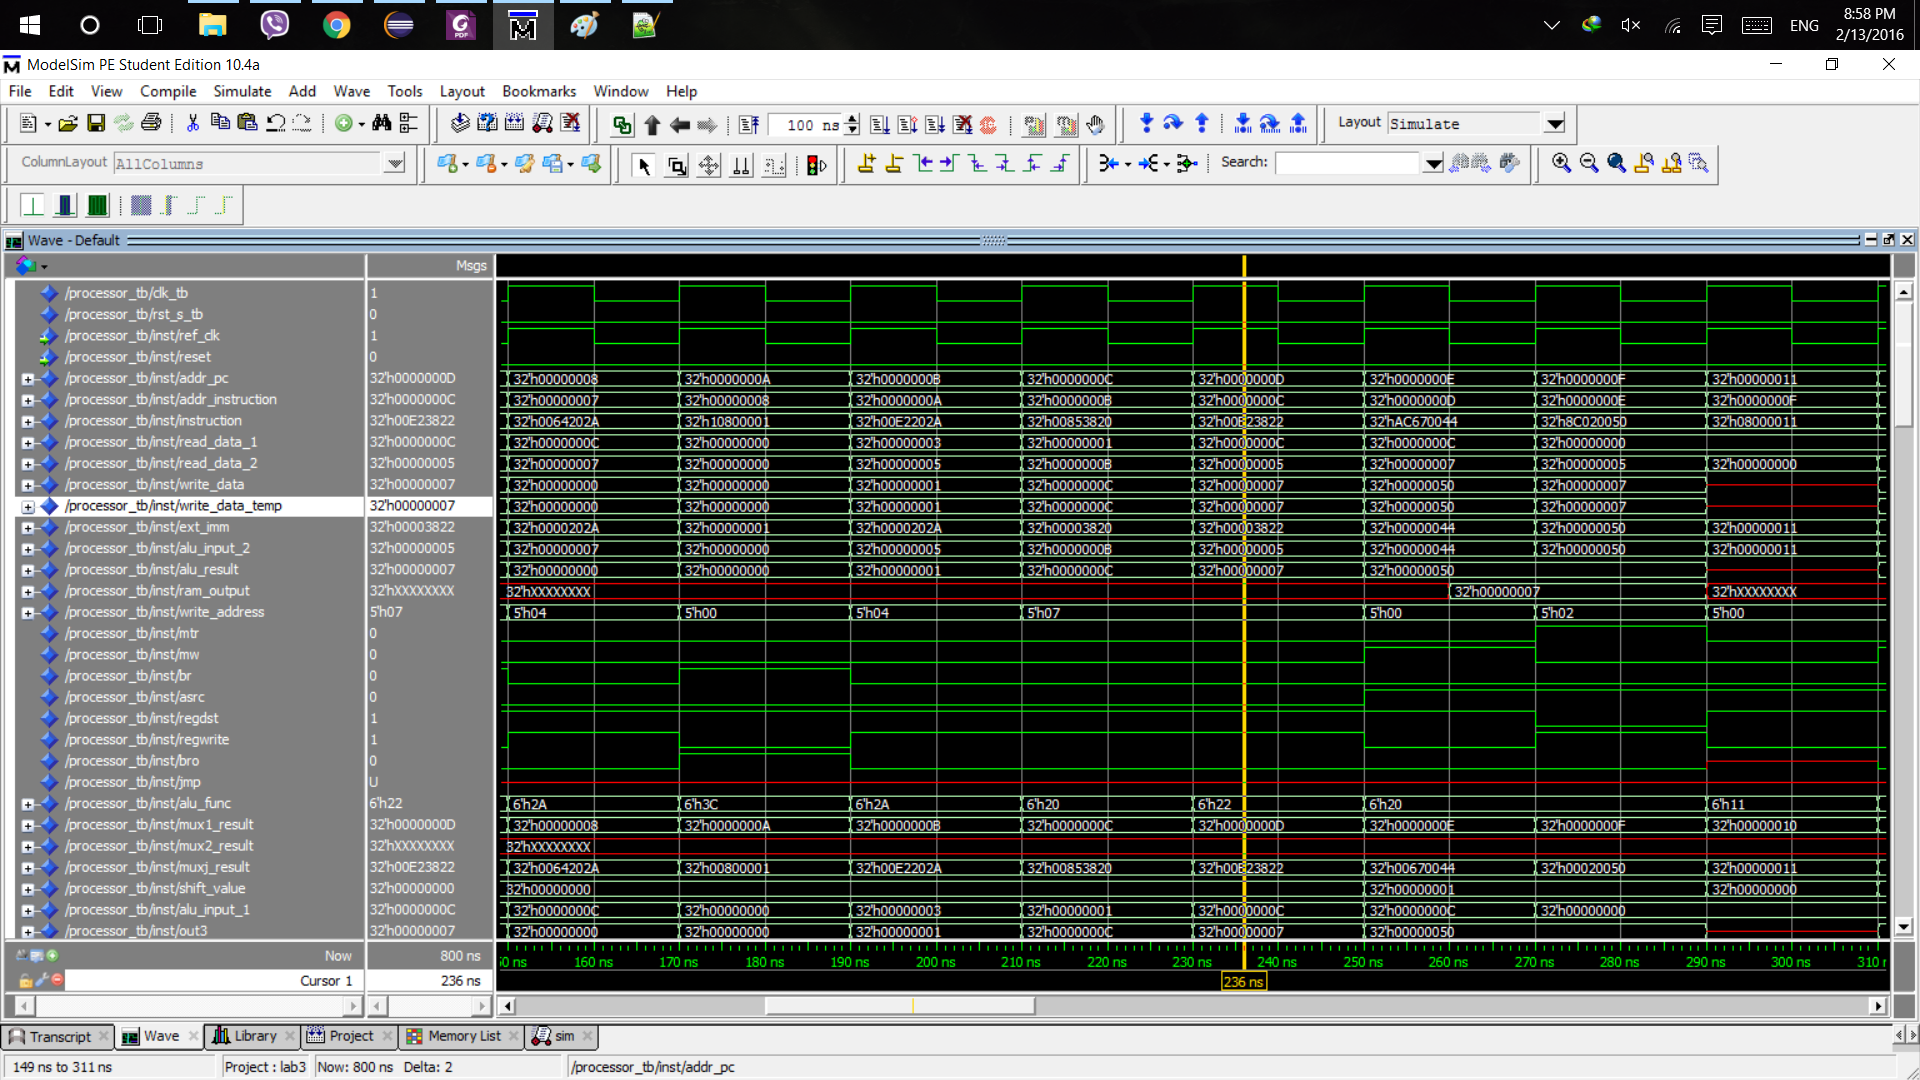 ENG
8:58 PM
2/13/2016
ModelSim PE Student Edition 10.4a
File Edit View Compile Simulate Add Wave Tools Layout Bookmarks Window Help
100 ns
Layout Simulate
ColumnLayout AllColumns
Search:
Wave - Default
Msgs
/processor_tb/clk_tb 1
/processor_tb/rst_s_tb 0
/processor_tb/inst/ref_clk 1
/processor_tb/inst/reset 0
/processor_tb/inst/addr_pc 32'h0000000D 32'h00000008 32'h0000000A 32'h0000000B 32'h0000000C 32'h0000000D 32'h0000000E 32'h0000000F 32'h00000011
/processor_tb/inst/addr_instruction 32'h0000000C 32'h00000007 32'h00000008 32'h0000000A 32'h0000000B 32'h0000000C 32'h0000000D 32'h0000000E 32'h0000000F
/processor_tb/inst/instruction 32'h00E23822 32'h0064202A 32'h10800001 32'h00E2202A 32'h00853820 32'h00E23822 32'hAC670044 32'h8C020050 32'h08000011
/processor_tb/inst/read_data_1 32'h0000000C 32'h0000000C 32'h00000000 32'h00000003 32'h00000001 32'h0000000C 32'h0000000C 32'h00000000
/processor_tb/inst/read_data_2 32'h00000005 32'h00000007 32'h00000000 32'h00000005 32'h0000000B 32'h00000005 32'h00000007 32'h00000005 32'h00000000
/processor_tb/inst/write_data 32'h00000007 32'h00000000 32'h00000000 32'h00000001 32'h0000000C 32'h00000007 32'h00000050 32'h00000007
/processor_tb/inst/write_data_temp 32'h00000007 32'h00000000 32'h00000000 32'h00000001 32'h0000000C 32'h00000007 32'h00000050 32'h00000007
/processor_tb/inst/ext_imm 32'h00003822 32'h0000202A 32'h00000001 32'h0000202A 32'h00003820 32'h00003822 32'h00000044 32'h00000050 32'h00000011
/processor_tb/inst/alu_input_2 32'h00000005 32'h00000007 32'h00000000 32'h00000005 32'h0000000B 32'h00000005 32'h00000044 32'h00000050 32'h00000011
/processor_tb/inst/alu_result 32'h00000007 32'h00000000 32'h00000000 32'h00000001 32'h0000000C 32'h00000007 32'h00000050
/processor_tb/inst/ram_output 32'hXXXXXXXX 32'hXXXXXXXX 32'h00000007 32'hXXXXXXXX
/processor_tb/inst/write_address 5'h07 5'h04 5'h00 5'h04 5'h07 5'h00 5'h02 5'h00
/processor_tb/inst/mtr 0
/processor_tb/inst/mw 0
/processor_tb/inst/br 0
/processor_tb/inst/asrc 0
/processor_tb/inst/regdst 1
/processor_tb/inst/regwrite 1
/processor_tb/inst/bro 0
/processor_tb/inst/jmp U
/processor_tb/inst/alu_func 6'h22 6'h2A 6'h3C 6'h2A 6'h20 6'h22 6'h20 6'h11
/processor_tb/inst/mux1_result 32'h0000000D 32'h00000008 32'h0000000A 32'h0000000B 32'h0000000C 32'h0000000D 32'h0000000E 32'h0000000F 32'h00000010
/processor_tb/inst/mux2_result 32'hXXXXXXXX 32'hXXXXXXXX
/processor_tb/inst/muxj_result 32'h00E23822 32'h0064202A 32'h00800001 32'h00E2202A 32'h00853820 32'h00E23822 32'h00670044 32'h00020050 32'h00000011
/processor_tb/inst/shift_value 32'h00000000 32'h00000000 32'h00000001 32'h00000000
/processor_tb/inst/alu_input_1 32'h0000000C 32'h0000000C 32'h00000000 32'h00000003 32'h00000001 32'h0000000C 32'h0000000C 32'h00000000
/processor_tb/inst/out3 32'h00000007 32'h00000000 32'h00000000 32'h00000001 32'h0000000C 32'h00000007 32'h00000050
Now 800 ns 160 ns 170 ns 180 ns 190 ns 200 ns 210 ns 220 ns 230 ns 240 ns 250 ns 260 ns 270 ns 280 ns 290 ns 300 ns 310
Cursor 1 236 ns 236 ns
Transcript Wave Library Project Memory List sim
149 ns to 311 ns Project : lab3 Now: 800 ns Delta: 2 /processor_tb/inst/addr_pc